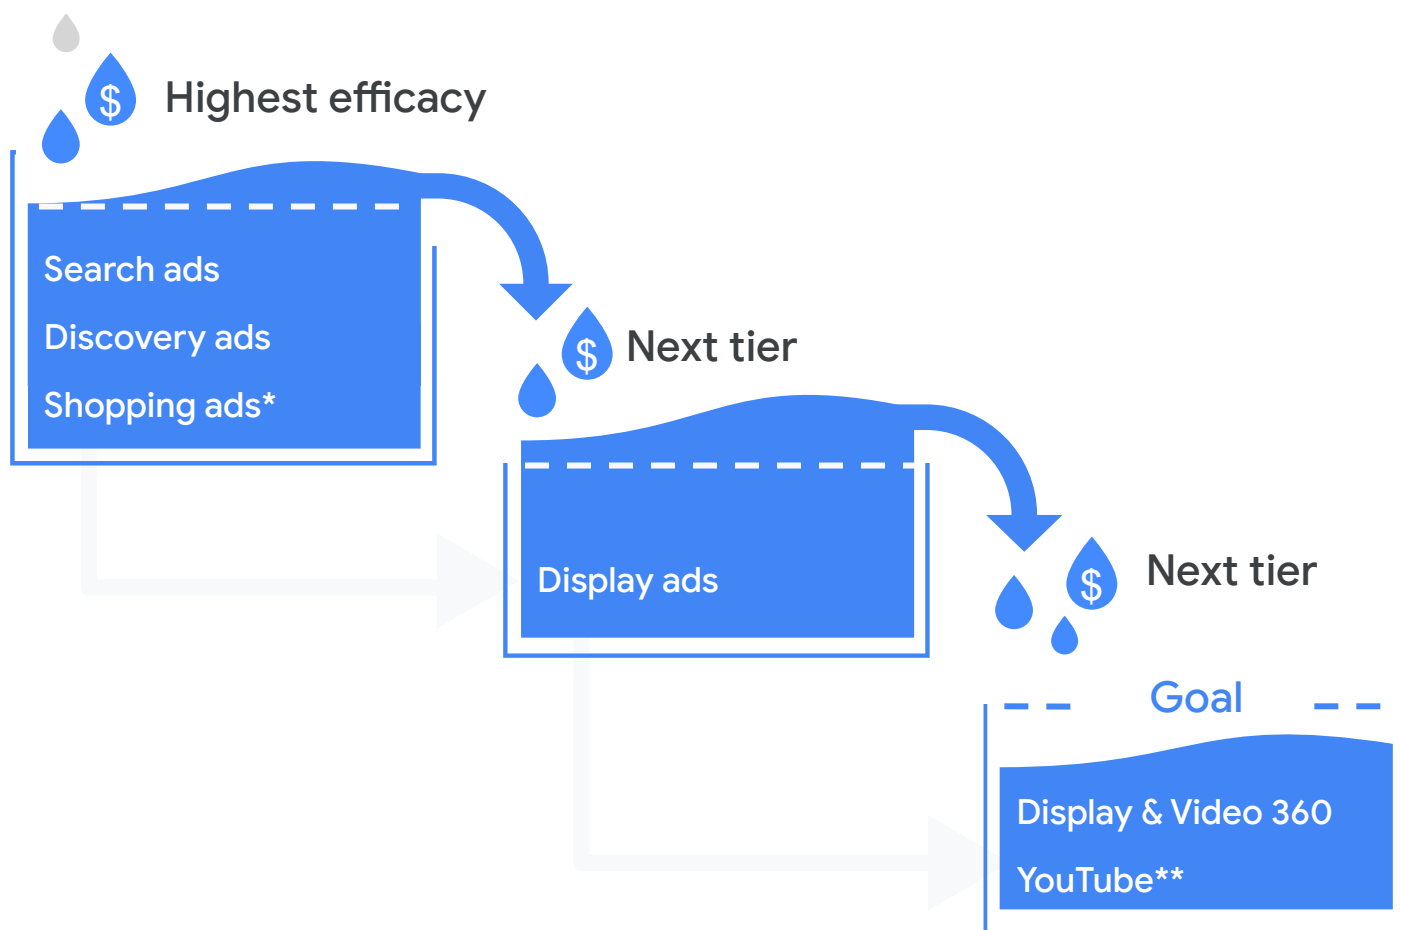 $
Highest efficacy
Search ads
Discovery ads
Shopping ads*
$
Next tier
Display ads
$
Next tier
Goal
Display & Video 360
YouTube**